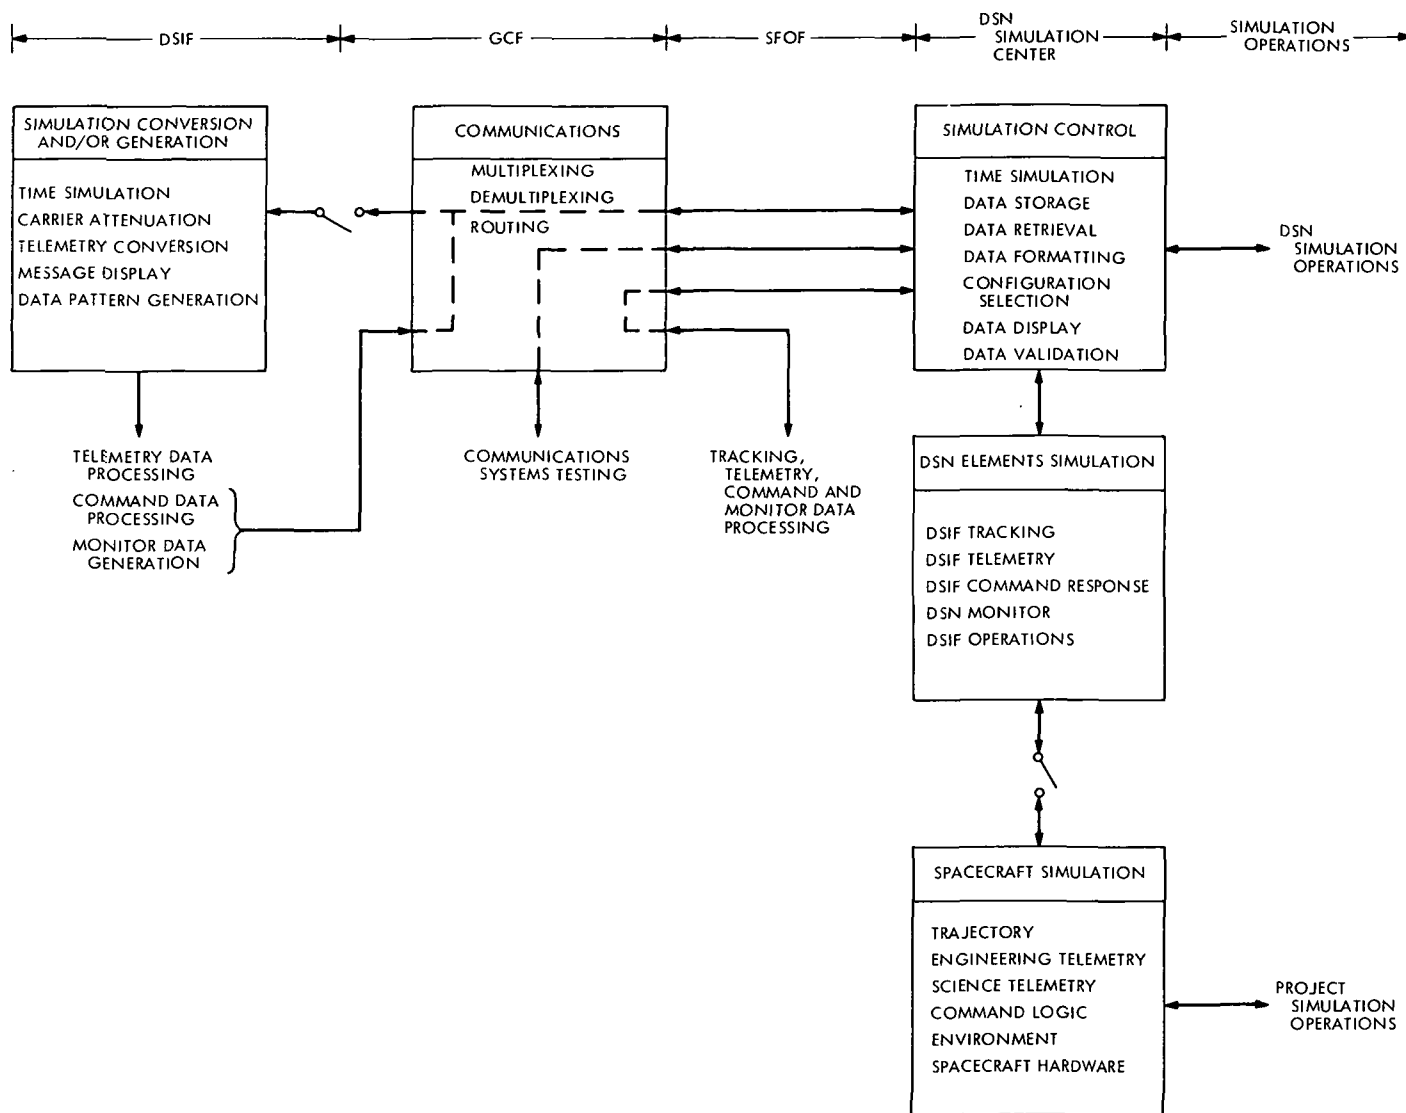 DSIF
GCF
SFOF
DSN
SIMULATION
CENTER
SIMULATION
OPERATIONS
SIMULATION CONVERSION
AND/OR GENERATION
TIME SIMULATION
CARRIER ATTENUATION
TELEMETRY CONVERSION
MESSAGE DISPLAY
DATA PATTERN GENERATION
COMMUNICATIONS
MULTIPLEXING
DEMULTIPLEXING
ROUTING
SIMULATION CONTROL
TIME SIMULATION
DATA STORAGE
DATA RETRIEVAL
DATA FORMATTING
CONFIGURATION
SELECTION
DATA DISPLAY
DATA VALIDATION
DSN
SIMULATION
OPERATIONS
TELEMETRY DATA
PROCESSING
COMMAND DATA
PROCESSING
MONITOR DATA
GENERATION
COMMUNICATIONS
SYSTEMS TESTING
TRACKING,
TELEMETRY,
COMMAND AND
MONITOR DATA
PROCESSING
DSN ELEMENTS SIMULATION
DSIF TRACKING
DSIF TELEMETRY
DSIF COMMAND RESPONSE
DSN MONITOR
DSIF OPERATIONS
SPACECRAFT SIMULATION
TRAJECTORY
ENGINEERING TELEMETRY
SCIENCE TELEMETRY
COMMAND LOGIC
ENVIRONMENT
SPACECRAFT HARDWARE
PROJECT
SIMULATION
OPERATIONS